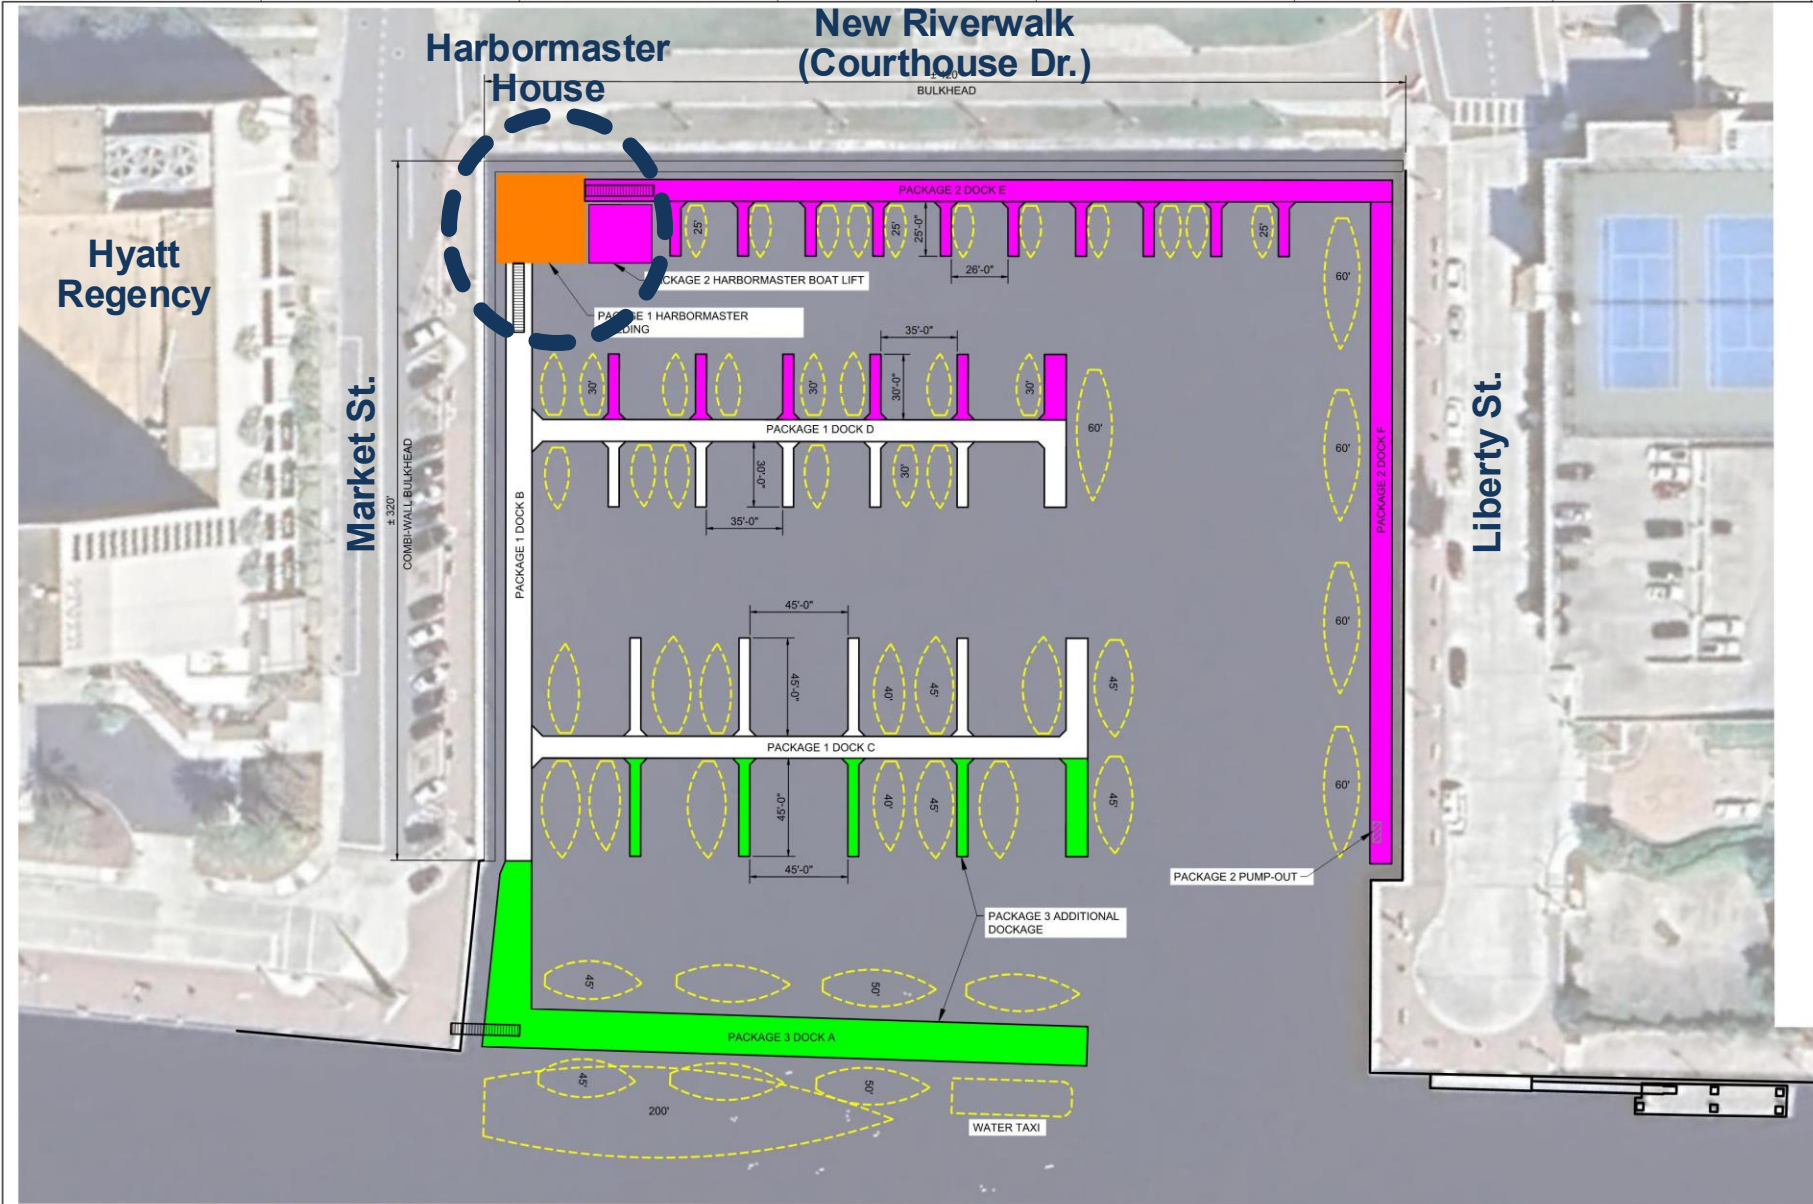 New Riverwalk
(Courthouse Dr.)
Harbormaster
House
± 420'
BULKHEAD
PACKAGE 2 DOCK E
25'
25'
25'-0"
25'
26'-0"
Hyatt
Regency
PACKAGE 2 HARBORMASTER BOAT LIFT
PACKAGE 1 HARBORMASTER
BUILDING
60'
35'-0"
30'
30'
30'-0"
30'
Market St.
± 320'
COMBI-WALL BULKHEAD
PACKAGE 1 DOCK D
60'
60'
Liberty St.
PACKAGE 2 DOCK F
30'-0"
30'
35'-0"
PACKAGE 1 DOCK B
45'-0"
60'
45'-0"
40'
45'
45'
PACKAGE 1 DOCK C
45'-0"
40'
45'
45'
60'
45'-0"
PACKAGE 2 PUMP-OUT
PACKAGE 3 ADDITIONAL
DOCKAGE
45'
50'
PACKAGE 3 DOCK A
45'
50'
200'
WATER TAXI